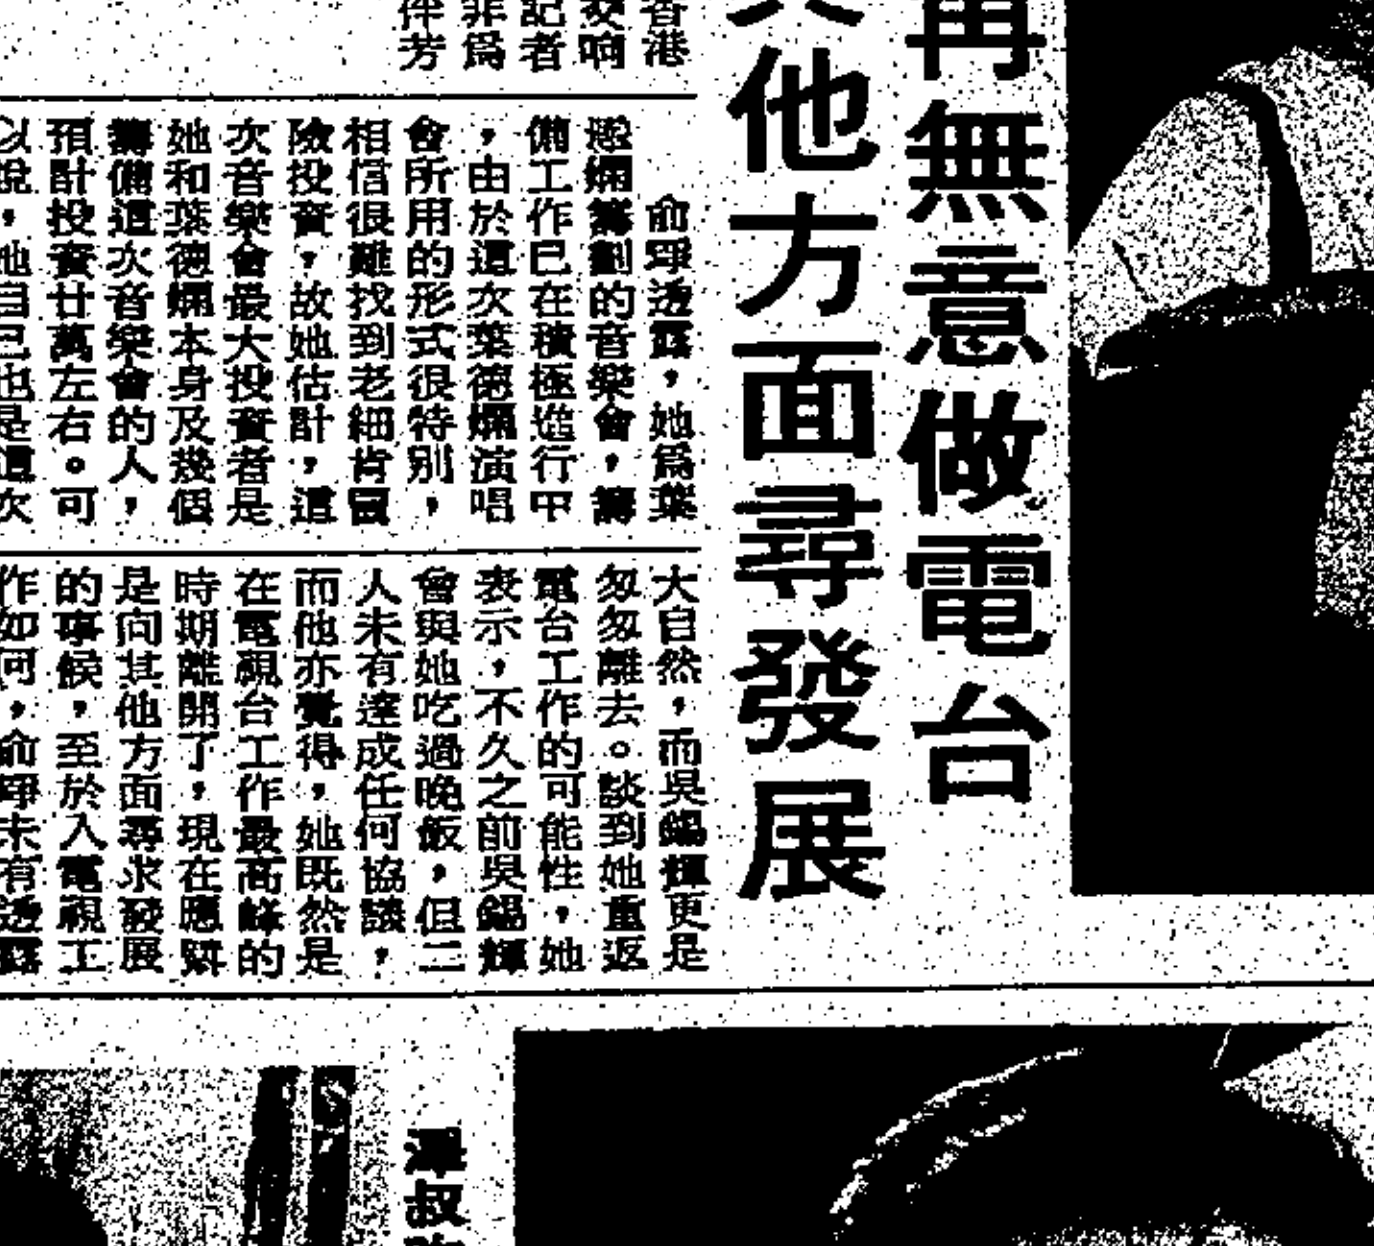 再無意做電台
其他方面尋發展
香港
交响
記者
非爲
伴芳
俞琤透露，她爲葉
德嫻籌劃的音樂會，籌
備工作已在積極進行中
，由於這次葉德嫻演唱
會所用的形式很特別，
相信很難找到老細肯冒
險投資，故她估計，這
次音樂會最大投資者是
她和葉德嫻本身及幾個
籌備這次音樂會的人，
預計投資廿萬左右。可
以說，她自己也是這次
大自然，而吳錫輝更是
匆匆離去。談到她重返
電台工作的可能性，她
表示，不久之前吳錫輝
會與她吃過晚飯，但二
人未有達成任何協議，
而他亦覺得，她既然是
在電視台工作最高峰的
時期離開了，現在應該
是向其他方面尋求發展
的事候，至於入電視工
作如何，俞琤未有透露
澤叔